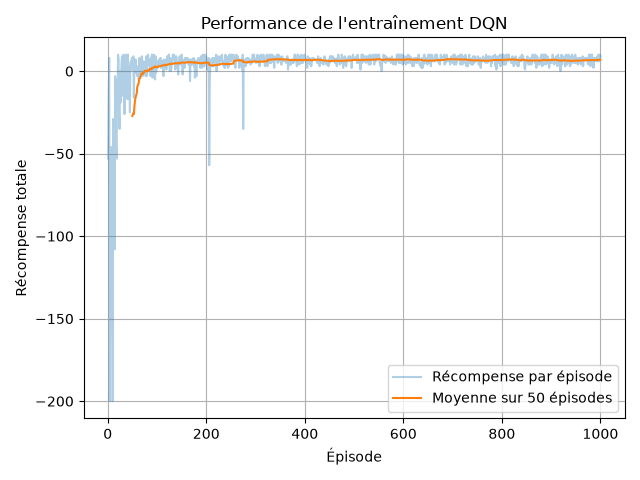 Performance de l'entraînement DQN
Récompense totale
0
−50
−100
−150
−200
0 200 400 600 800 1000
Épisode
Récompense par épisode
Moyenne sur 50 épisodes